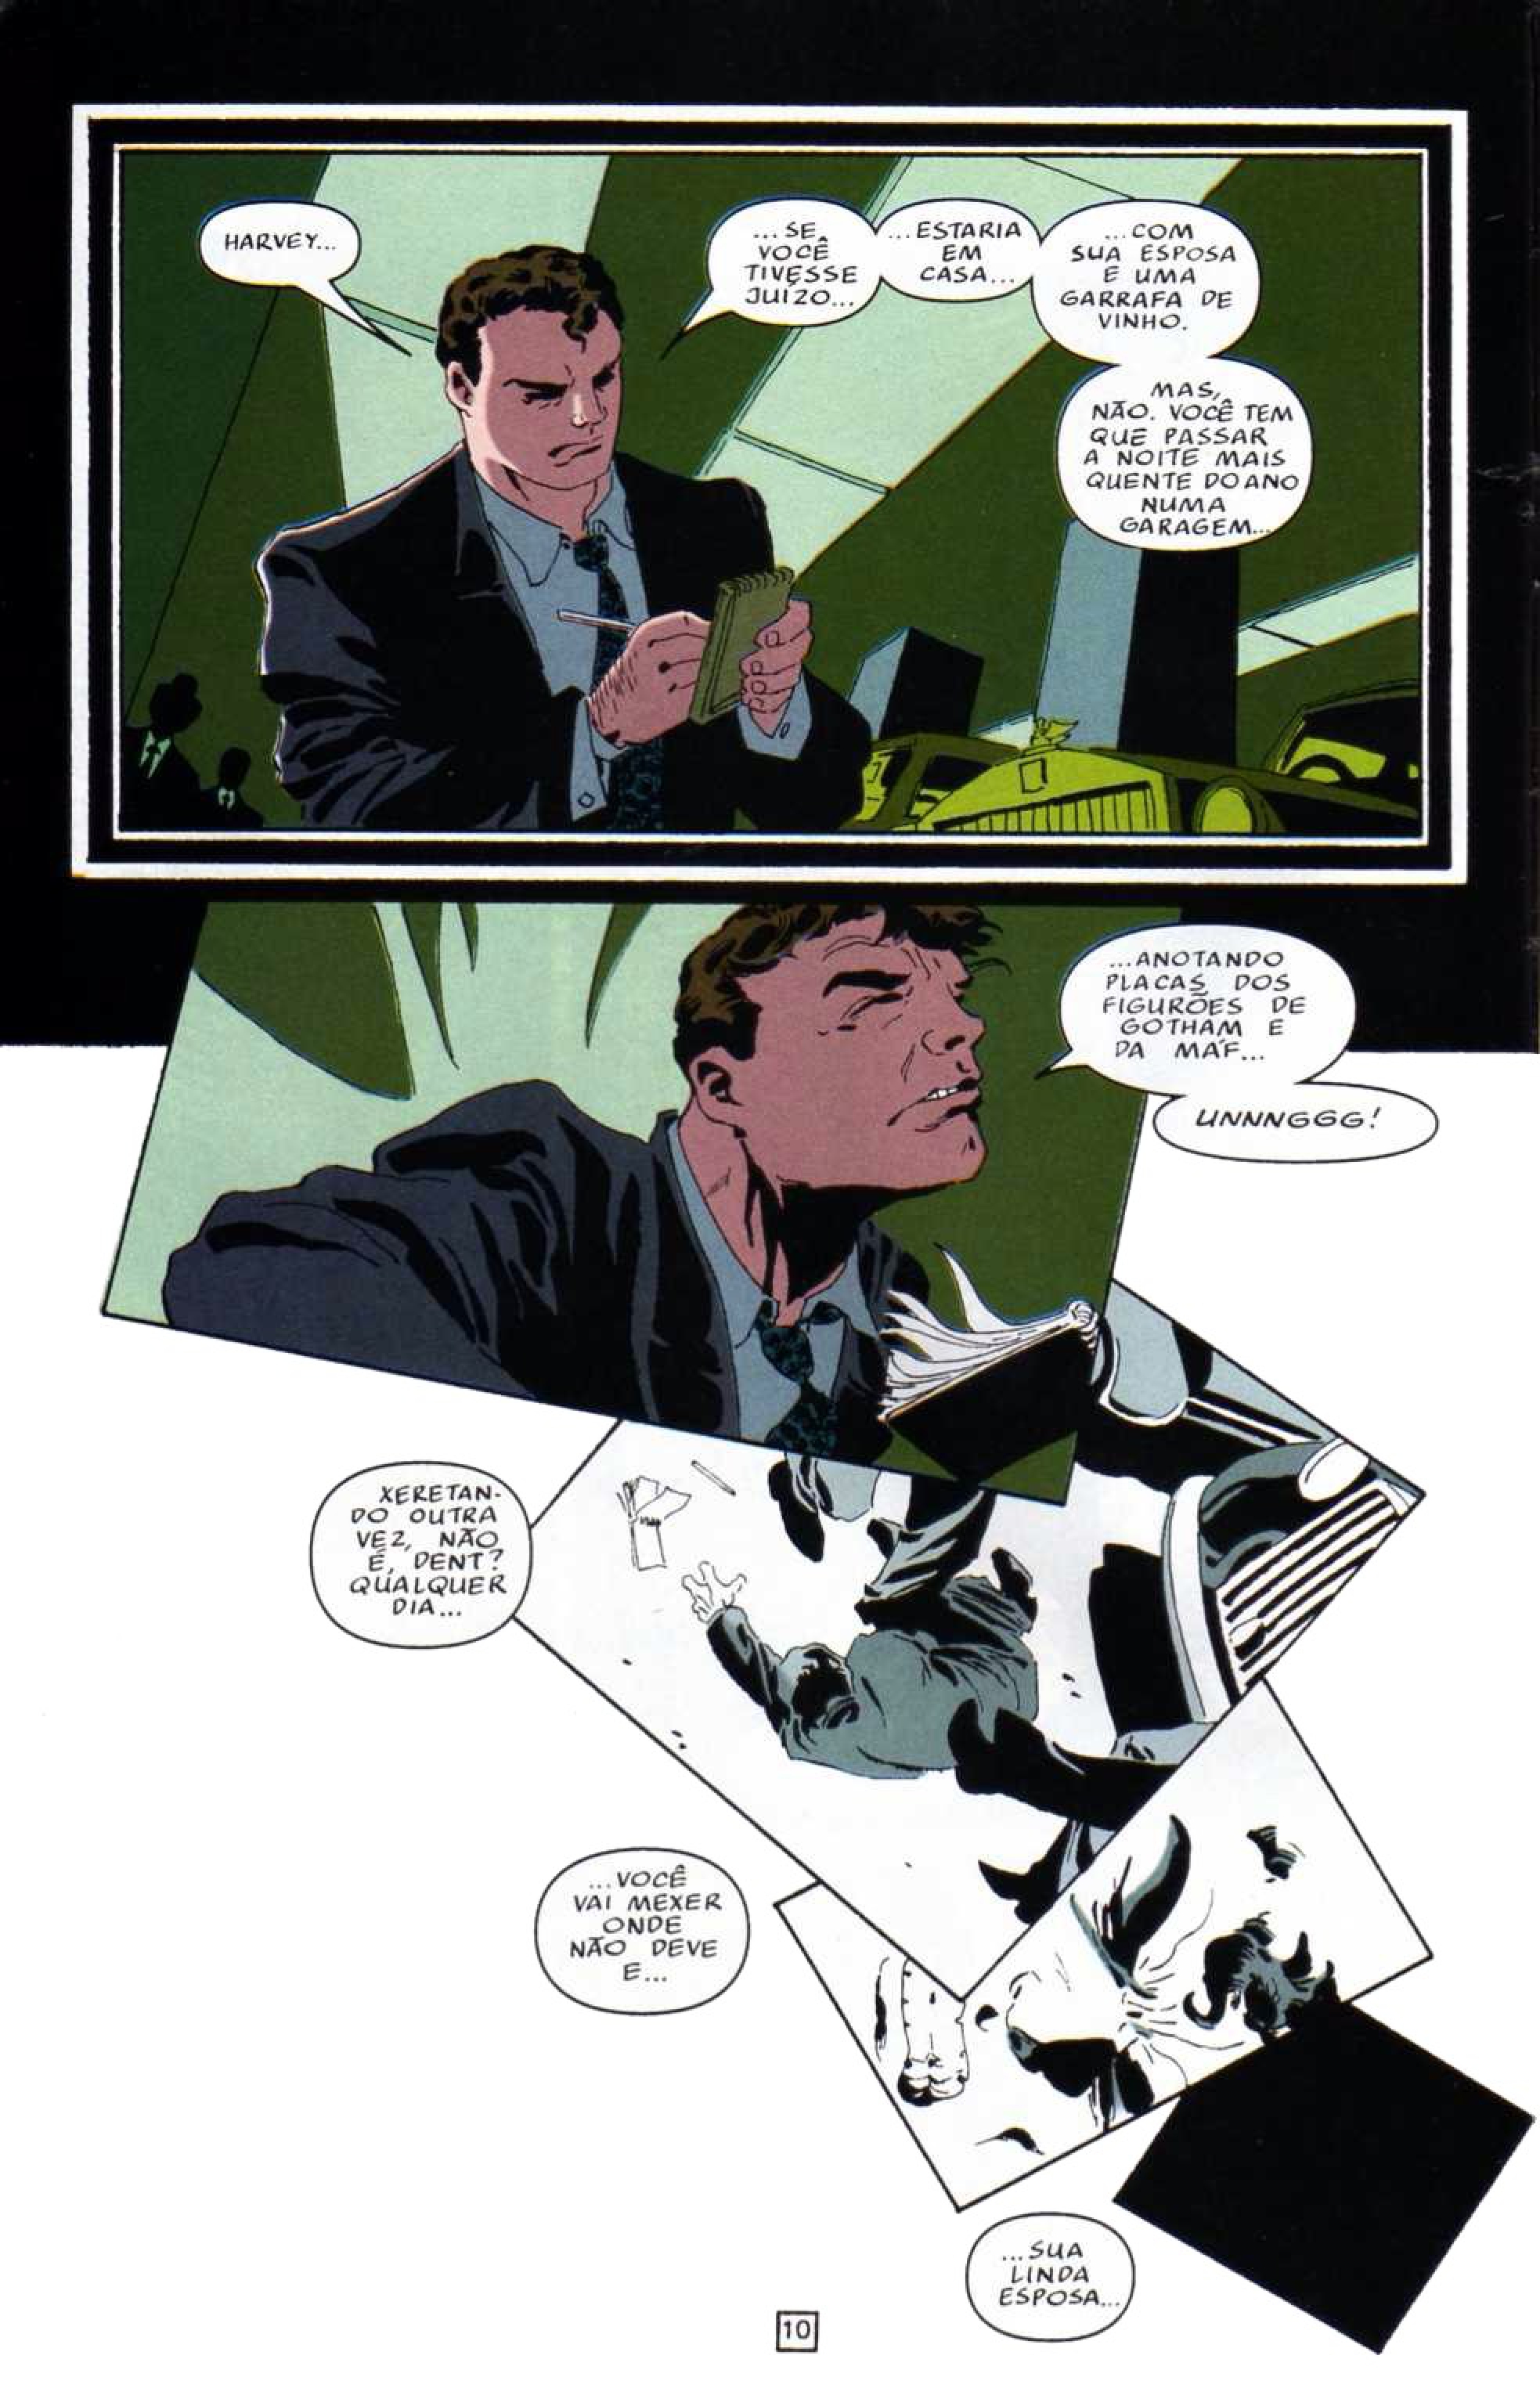 HARVEY...
...SE
VOCÊ
TIVESSE
JUÍZO...
...ESTARIA
EM
CASA...
...COM
SUA ESPOSA
E UMA
GARRAFA DE
VINHO.
MAS,
NÃO. VOCÊ TEM
QUE PASSAR
A NOITE MAIS
QUENTE DO ANO
NUMA
GARAGEM...
...ANOTANDO
PLACAS DOS
FIGURÕES DE
GOTHAM E
DA MÁF...
UNNNGGG!
XERETAN-
DO OUTRA
VEZ, NÃO
É, DENT?
QUALQUER
DIA...
...VOCÊ
VAI MEXER
ONDE
NÃO DEVE
E...
...SUA
LINDA
ESPOSA...
10